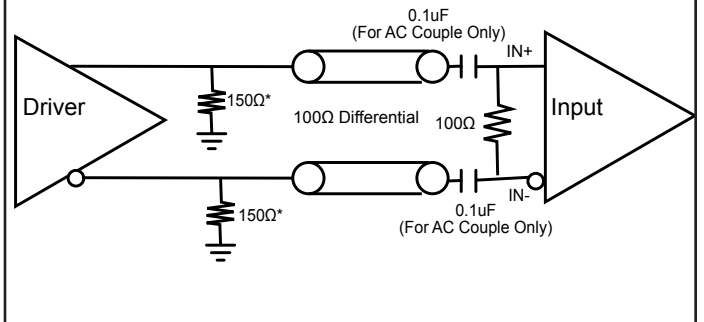 0.1uF
(For AC Couple Only)
IN+
Driver
150Ω*
100Ω Differential
100Ω
Input
150Ω*
IN-
0.1uF
(For AC Couple Only)